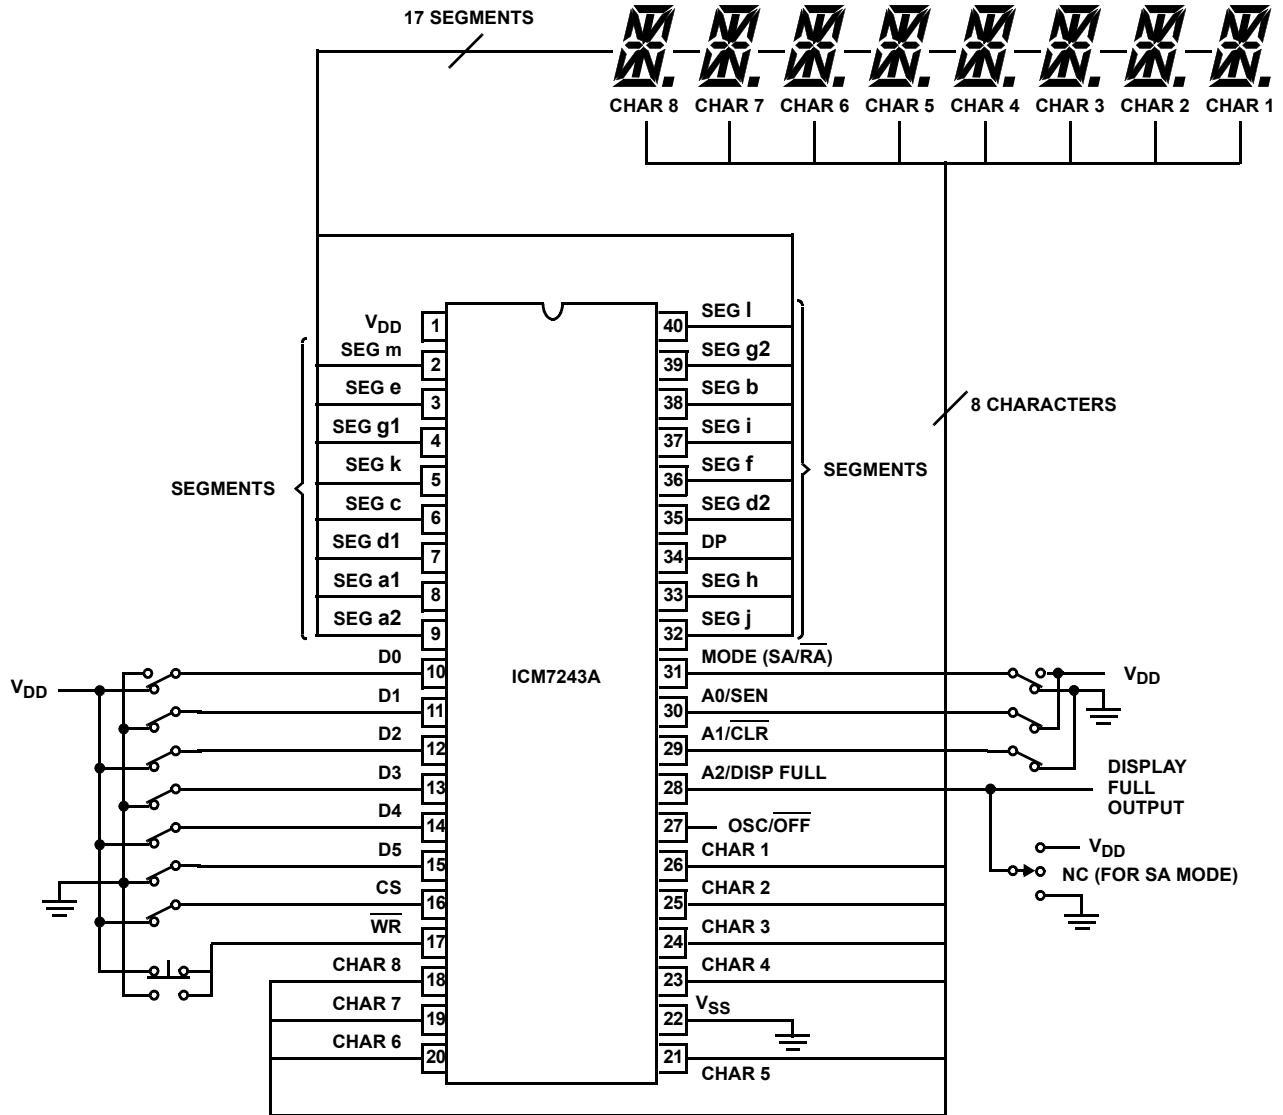 17 SEGMENTS
CHAR 8 CHAR 7 CHAR 6 CHAR 5 CHAR 4 CHAR 3 CHAR 2 CHAR 1
8 CHARACTERS
VDD 1
SEG m 2
SEG e 3
SEG g1 4
SEG k 5
SEG c 6
SEG d1 7
SEG a1 8
SEG a2 9
SEGMENTS
D0 10
D1 11
D2 12
D3 13
D4 14
D5 15
CS 16
WR 17
CHAR 8 18
CHAR 7 19
CHAR 6 20
VDD
ICM7243A
40 SEG l
39 SEG g2
38 SEG b
37 SEG i
36 SEG f
35 SEG d2
34 DP
33 SEG h
32 SEG j
SEGMENTS
31 MODE (SA/RA)
30 A0/SEN
29 A1/CLR
28 A2/DISP FULL
27 OSC/OFF
26 CHAR 1
25 CHAR 2
24 CHAR 3
23 CHAR 4
22 VSS
21 CHAR 5
VDD
DISPLAY
FULL
OUTPUT
VDD
NC (FOR SA MODE)